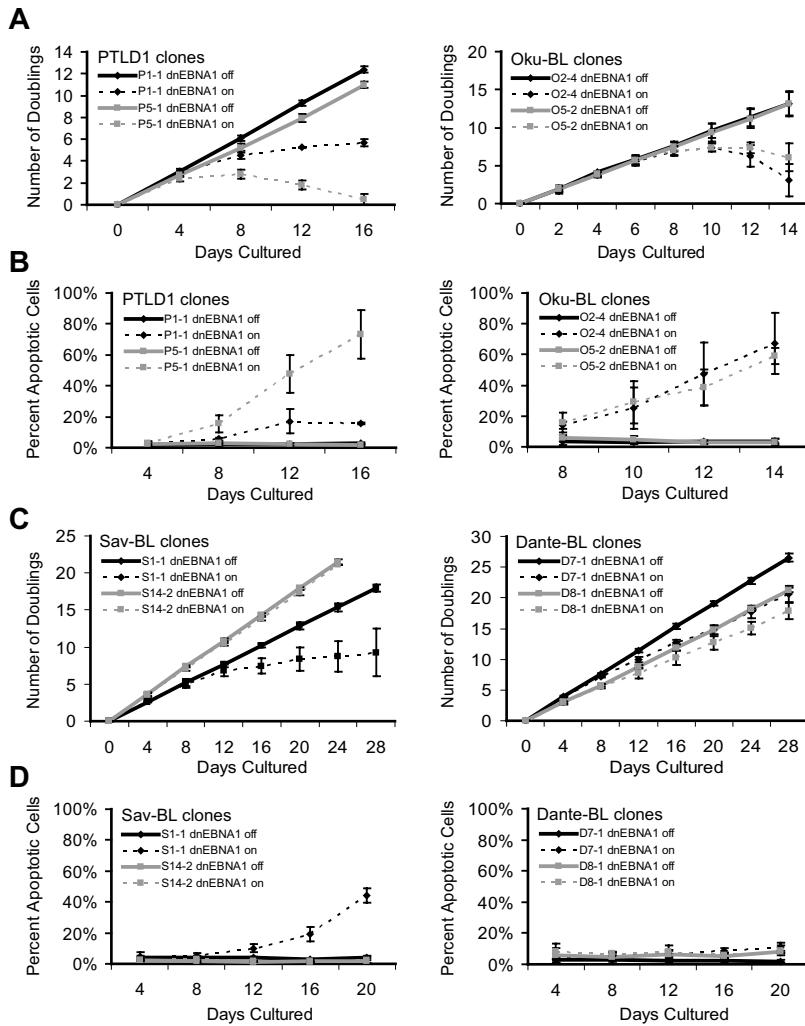 A
PTLD1 clones
P1-1 dnEBNA1 off
P1-1 dnEBNA1 on
P5-1 dnEBNA1 off
P5-1 dnEBNA1 on
Number of Doublings
14
12
10
8
6
4
2
0
0 4 8 12 16
Days Cultured
Oku-BL clones
O2-4 dnEBNA1 off
O2-4 dnEBNA1 on
O5-2 dnEBNA1 off
O5-2 dnEBNA1 on
Number of Doublings
20
15
10
5
0
0 2 4 6 8 10 12 14
Days Cultured
B
PTLD1 clones
P1-1 dnEBNA1 off
P1-1 dnEBNA1 on
P5-1 dnEBNA1 off
P5-1 dnEBNA1 on
Percent Apoptotic Cells
100%
80%
60%
40%
20%
0%
4 8 12 16
Days Cultured
Oku-BL clones
O2-4 dnEBNA1 off
O2-4 dnEBNA1 on
O5-2 dnEBNA1 off
O5-2 dnEBNA1 on
Percent Apoptotic Cells
100%
80%
60%
40%
20%
0%
8 10 12 14
Days Cultured
C
Sav-BL clones
S1-1 dnEBNA1 off
S1-1 dnEBNA1 on
S14-2 dnEBNA1 off
S14-2 dnEBNA1 on
Number of Doublings
25
20
15
10
5
0
0 4 8 12 16 20 24 28
Days Cultured
Dante-BL clones
D7-1 dnEBNA1 off
D7-1 dnEBNA1 on
D8-1 dnEBNA1 off
D8-1 dnEBNA1 on
Number of Doublings
30
25
20
15
10
5
0
0 4 8 12 16 20 24 28
Days Cultured
D
Sav-BL clones
S1-1 dnEBNA1 off
S1-1 dnEBNA1 on
S14-2 dnEBNA1 off
S14-2 dnEBNA1 on
Percent Apoptotic Cells
100%
80%
60%
40%
20%
0%
4 8 12 16 20
Days Cultured
Dante-BL clones
D7-1 dnEBNA1 off
D7-1 dnEBNA1 on
D8-1 dnEBNA1 off
D8-1 dnEBNA1 on
Percent Apoptotic Cells
100%
80%
60%
40%
20%
0%
4 8 12 16 20
Days Cultured